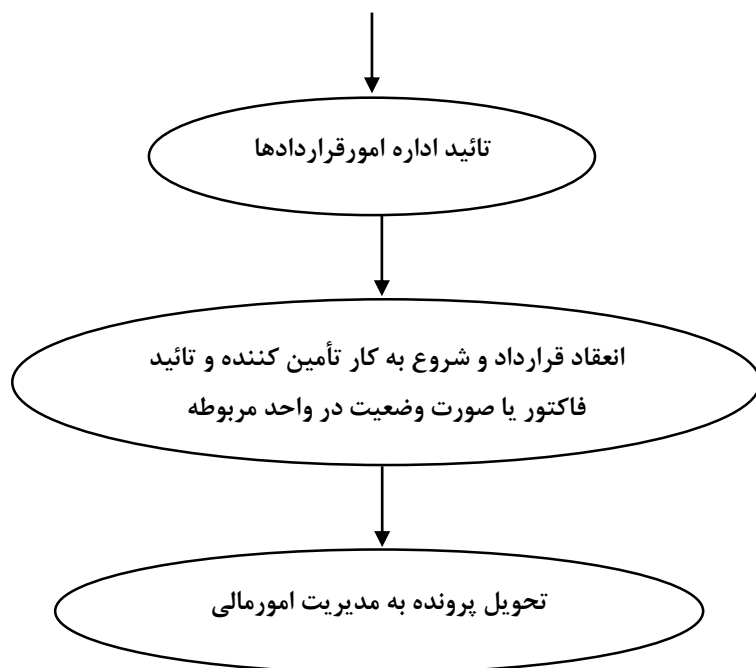 تائید اداره امورقراردادها
انعقاد قرارداد و شروع به کار تأمین کننده و تائید
فاکتور یا صورت وضعیت در واحد مربوطه
تحویل پرونده به مدیریت امورمالی